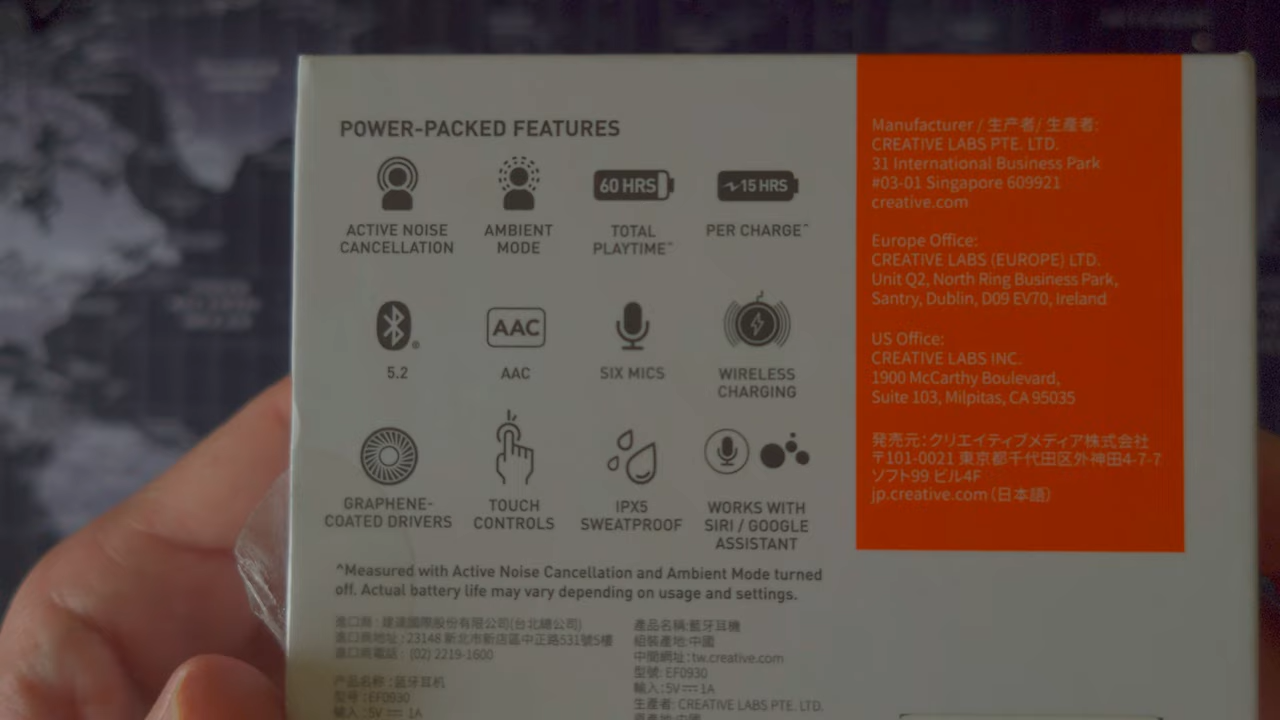 POWER-PACKED FEATURES
ACTIVE NOISE
CANCELLATION
AMBIENT
MODE
60 HRS
TOTAL
PLAYTIME^
15 HRS
PER CHARGE^
5.2
AAC
AAC
SIX MICS
WIRELESS
CHARGING
GRAPHENE-
COATED DRIVERS
TOUCH
CONTROLS
IPX5
SWEATPROOF
WORKS WITH
SIRI / GOOGLE
ASSISTANT
^Measured with Active Noise Cancellation and Ambient Mode turned
off. Actual battery life may vary depending on usage and settings.
進口商: 建達國際股份有限公司(台北總公司)
進口商地址: 23148 新北市新店區中正路531號5樓
進口商電話: (02) 2219-1600
产品名称: 蓝牙耳机
型号: EF0930
输入: 5V⎓ 1A
產品名稱: 藍牙耳機
組裝產地: 中國
中間網址: tw.creative.com
型號: EF0930
輸入: 5V⎓ 1A
生產者: CREATIVE LABS PTE. LTD.
Manufacturer / 生产者/ 生產者:
CREATIVE LABS PTE. LTD.
31 International Business Park
#03-01 Singapore 609921
creative.com
Europe Office:
CREATIVE LABS (EUROPE) LTD.
Unit Q2, North Ring Business Park,
Santry, Dublin, D09 EV70, Ireland
US Office:
CREATIVE LABS INC.
1900 McCarthy Boulevard,
Suite 103, Milpitas, CA 95035
発売元: クリエイティブメディア株式会社
〒101-0021 東京都千代田区外神田4-7-7
ソフト99 ビル4F
jp.creative.com (日本語)